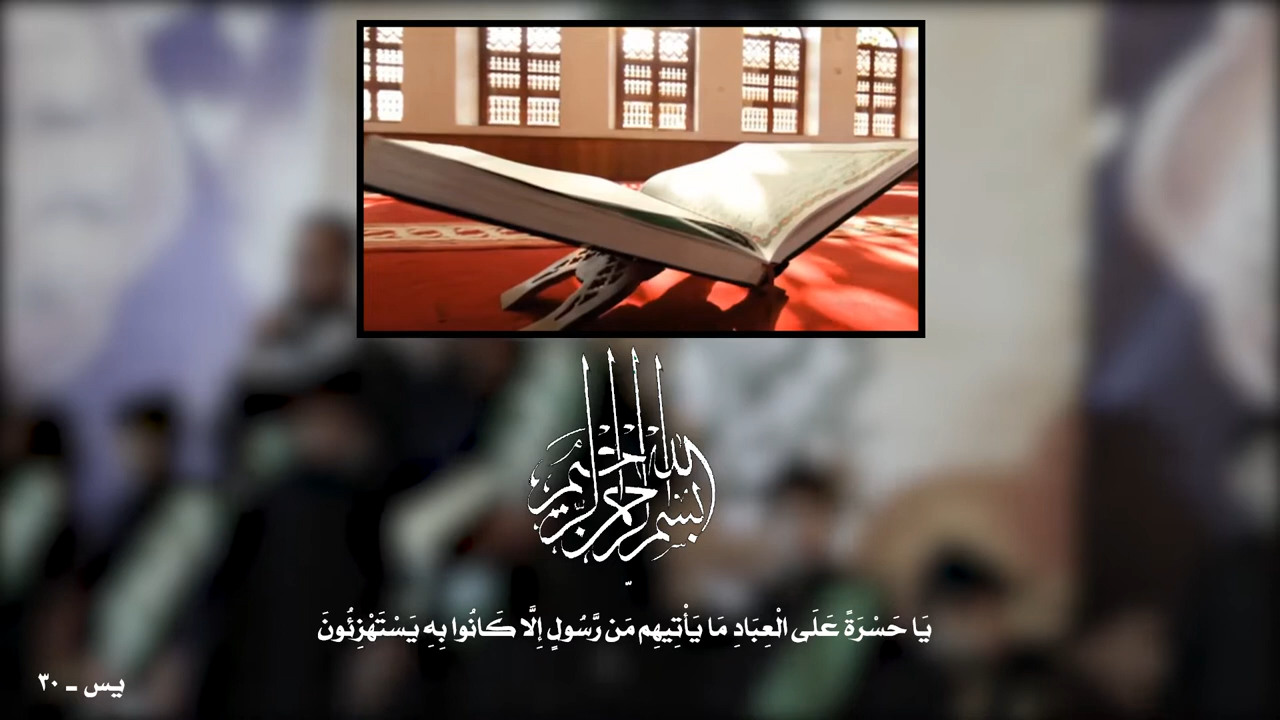 بسم الله الرحمن الرحيم
يَا حَسْرَةً عَلَى الْعِبَادِ مَا يَأْتِيهِم مَن رَّسُولٍ إِلَّا كَانُوا بِهِ يَسْتَهْزِئُونَ
يس - ٣٠